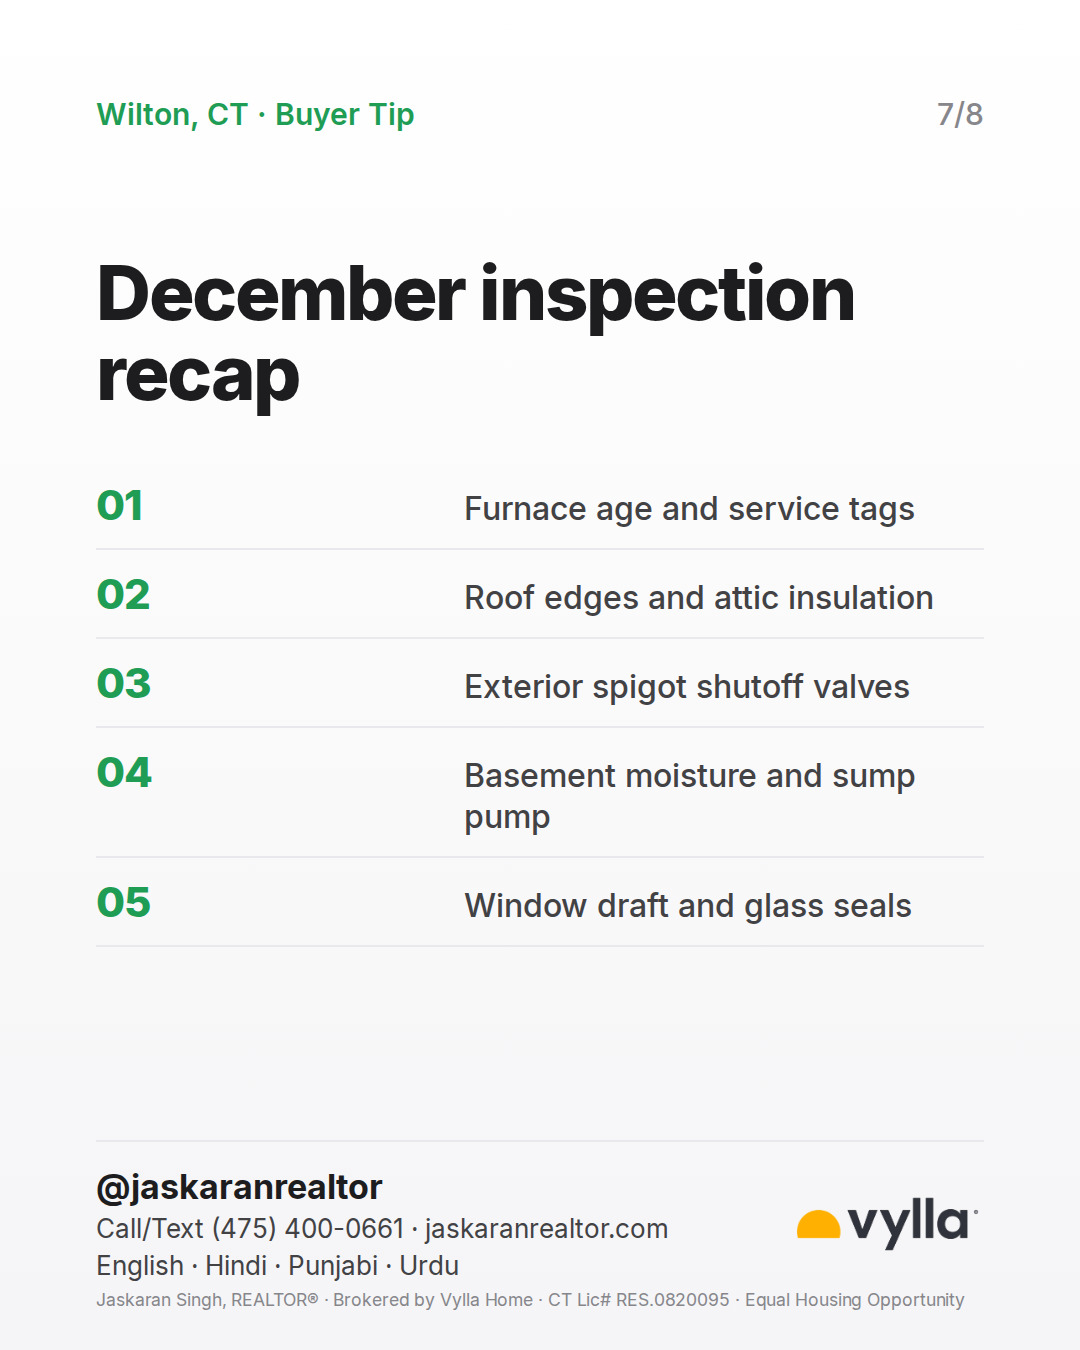 Wilton, CT · Buyer Tip
7/8
December inspection
recap
01 Furnace age and service tags
02 Roof edges and attic insulation
03 Exterior spigot shutoff valves
04 Basement moisture and sump
pump
05 Window draft and glass seals
@jaskaranrealtor
Call/Text (475) 400-0661 · jaskaranrealtor.com
English · Hindi · Punjabi · Urdu
Jaskaran Singh, REALTOR® · Brokered by Vylla Home · CT Lic# RES.0820095 · Equal Housing Opportunity
vylla